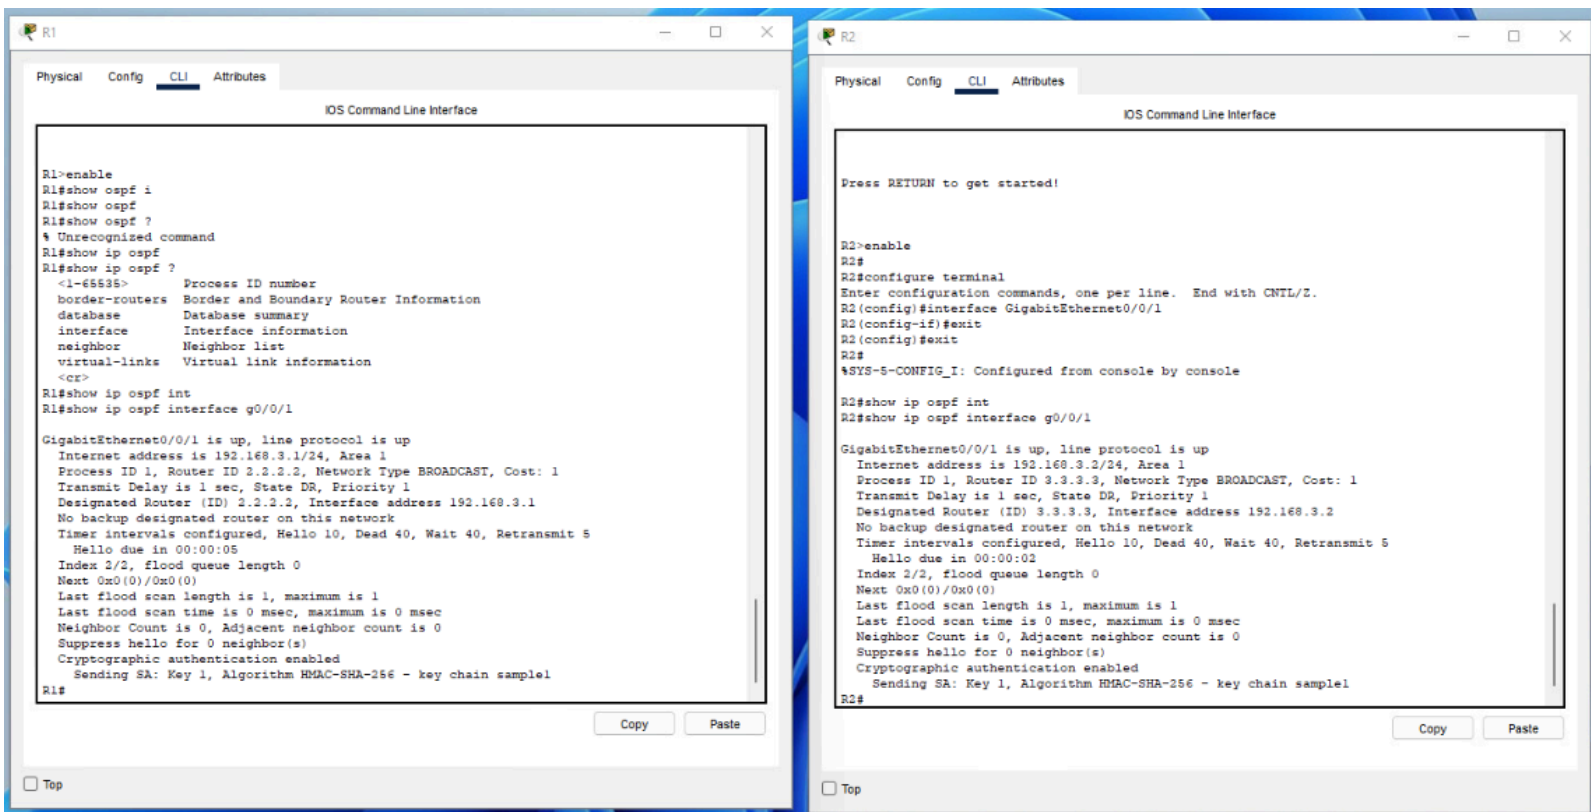 R1
Physical Config CLI Attributes
IOS Command Line Interface
R1>enable
R1#show ospf i
R1#show ospf
R1#show ospf ?
% Unrecognized command
R1#show ip ospf
R1#show ip ospf ?
<1-65535> Process ID number
border-routers Border and Boundary Router Information
database Database summary
interface Interface information
neighbor Neighbor list
virtual-links Virtual link information
<cr>
R1#show ip ospf int
R1#show ip ospf interface g0/0/1
GigabitEthernet0/0/1 is up, line protocol is up
Internet address is 192.168.3.1/24, Area 1
Process ID 1, Router ID 2.2.2.2, Network Type BROADCAST, Cost: 1
Transmit Delay is 1 sec, State DR, Priority 1
Designated Router (ID) 2.2.2.2, Interface address 192.168.3.1
No backup designated router on this network
Timer intervals configured, Hello 10, Dead 40, Wait 40, Retransmit 5
Hello due in 00:00:05
Index 2/2, flood queue length 0
Next 0x0(0)/0x0(0)
Last flood scan length is 1, maximum is 1
Last flood scan time is 0 msec, maximum is 0 msec
Neighbor Count is 0, Adjacent neighbor count is 0
Suppress hello for 0 neighbor(s)
Cryptographic authentication enabled
Sending SA: Key 1, Algorithm HMAC-SHA-256 - key chain sample1
R1#
Copy Paste
Top
R2
Physical Config CLI Attributes
IOS Command Line Interface
Press RETURN to get started!
R2>enable
R2#
R2#configure terminal
Enter configuration commands, one per line. End with CNTL/Z.
R2(config)#interface GigabitEthernet0/0/1
R2(config-if)#exit
R2(config)#exit
R2#
%SYS-5-CONFIG_I: Configured from console by console
R2#show ip ospf int
R2#show ip ospf interface g0/0/1
GigabitEthernet0/0/1 is up, line protocol is up
Internet address is 192.168.3.2/24, Area 1
Process ID 1, Router ID 3.3.3.3, Network Type BROADCAST, Cost: 1
Transmit Delay is 1 sec, State DR, Priority 1
Designated Router (ID) 3.3.3.3, Interface address 192.168.3.2
No backup designated router on this network
Timer intervals configured, Hello 10, Dead 40, Wait 40, Retransmit 5
Hello due in 00:00:02
Index 2/2, flood queue length 0
Next 0x0(0)/0x0(0)
Last flood scan length is 1, maximum is 1
Last flood scan time is 0 msec, maximum is 0 msec
Neighbor Count is 0, Adjacent neighbor count is 0
Suppress hello for 0 neighbor(s)
Cryptographic authentication enabled
Sending SA: Key 1, Algorithm HMAC-SHA-256 - key chain sample1
R2#
Copy Paste
Top